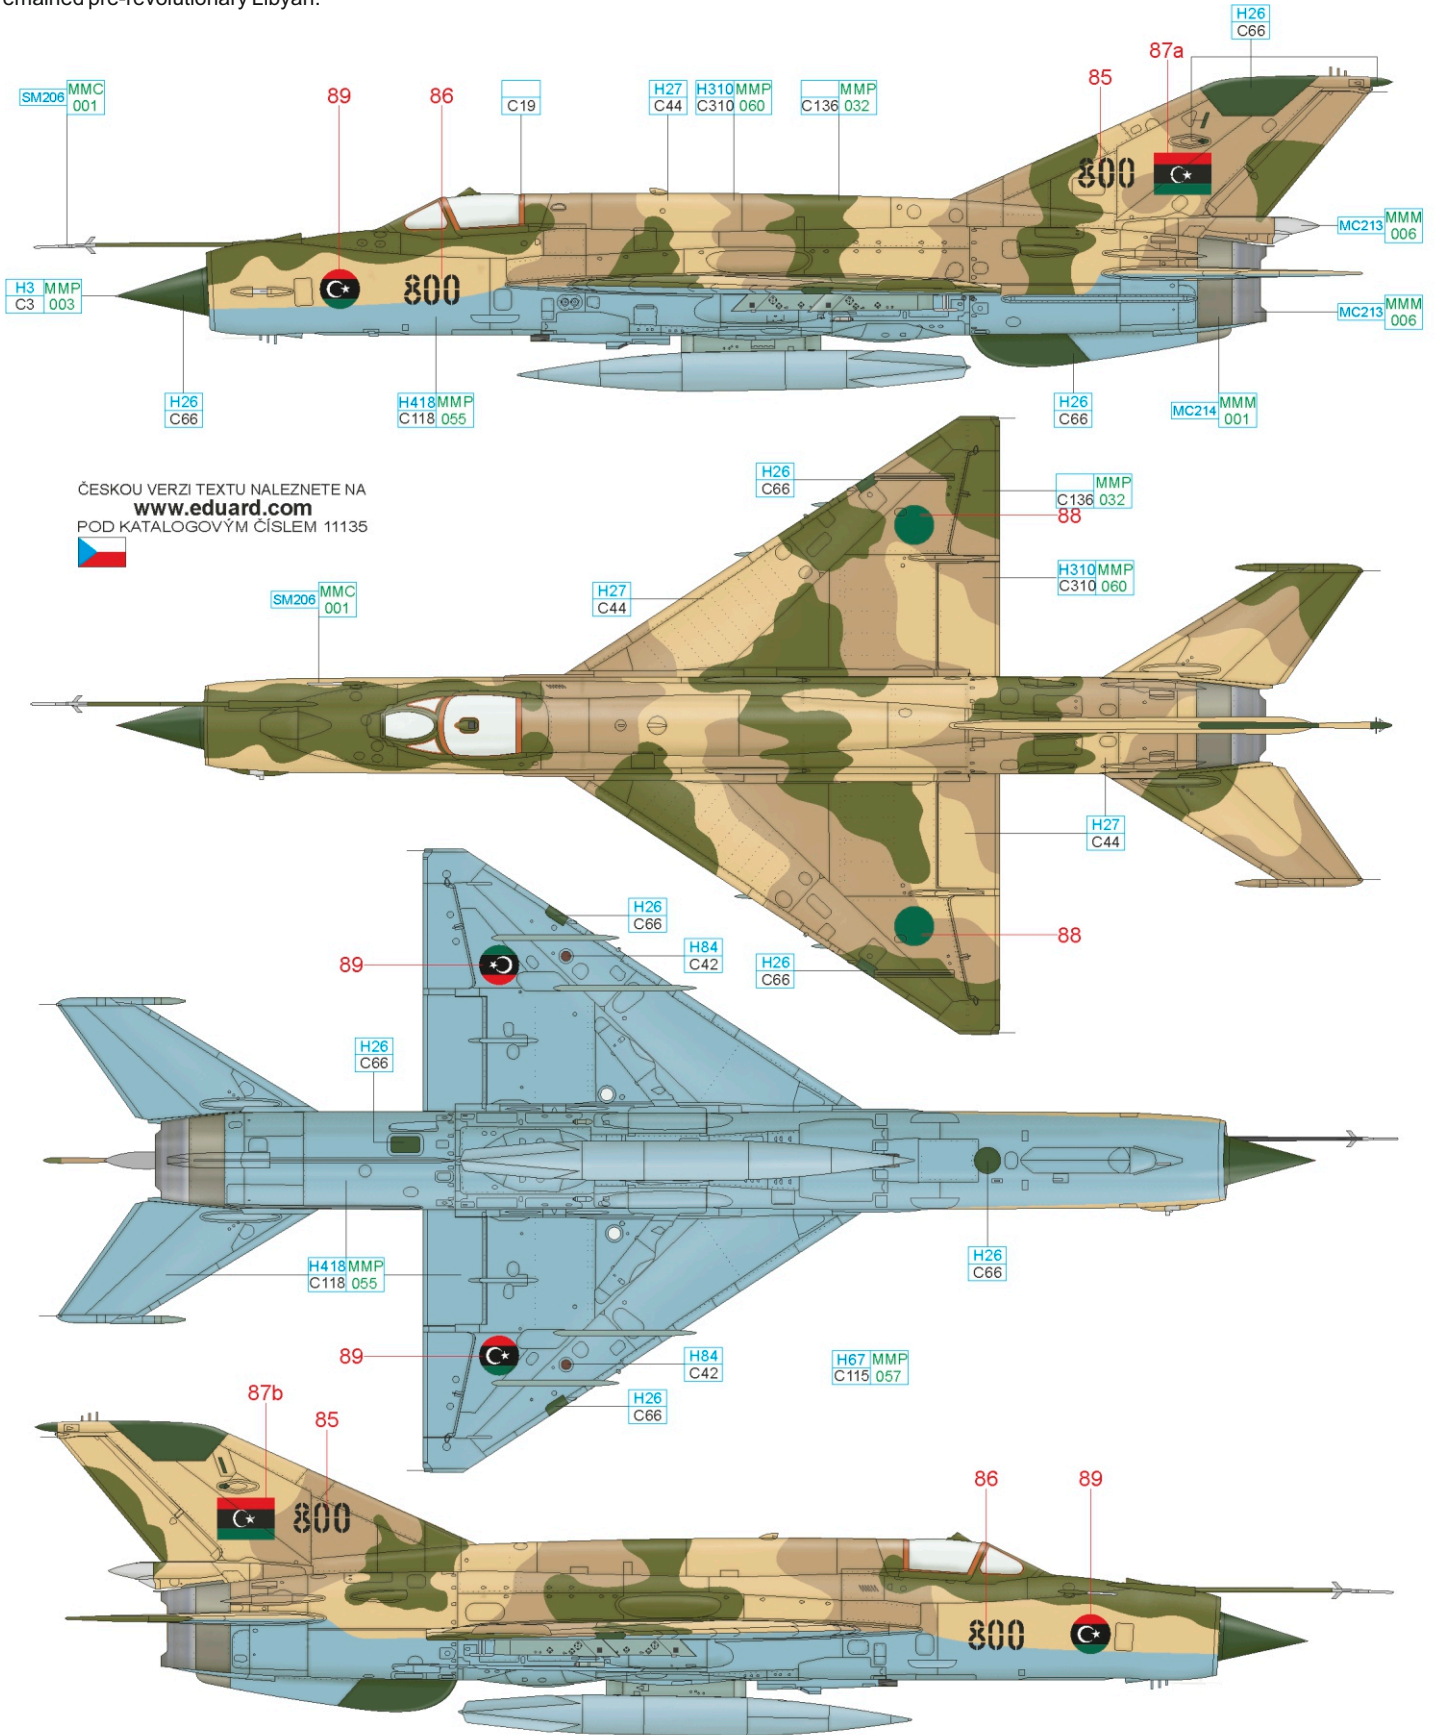 emained pre-revolutionary Libyan.
H26
C66
87a
85
SM206 MMC 001
89
86
C19
H27
C44
H310 MMP
C310 060
MMP
C136 032
800
MC213 MMM 006
H3 MMP
C3 003
800
MC213 MMM 006
H26
C66
H418 MMP
C118 055
H26
C66
MC214 MMM 001
ČESKOU VERZI TEXTU NALEZNETE NA
www.eduard.com
POD KATALOGOVÝM ČÍSLEM 11135
H26
C66
MMP
C136 032
88
H27
C44
H310 MMP
C310 060
SM206 MMC 001
H27
C44
H26
C66
88
H84
C42
H26
C66
89
H26
C66
H26
C66
H418 MMP
C118 055
89
H84
C42
H67 MMP
C115 057
H26
C66
87b
85
800
86
89
800